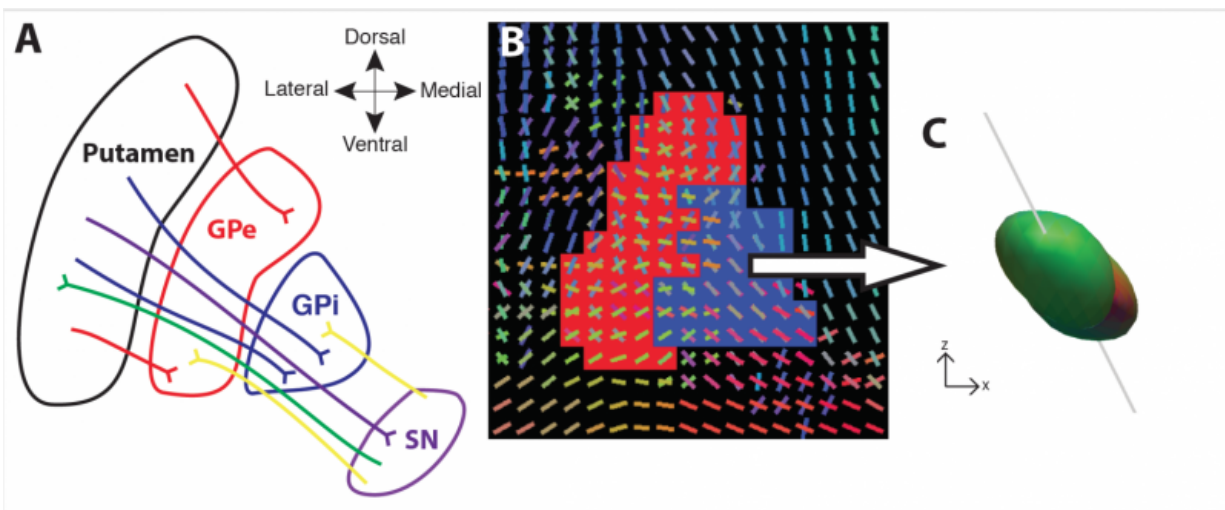 A
Dorsal
Lateral
Medial
Ventral
Putamen
GPe
GPi
SN
B
C
z
x